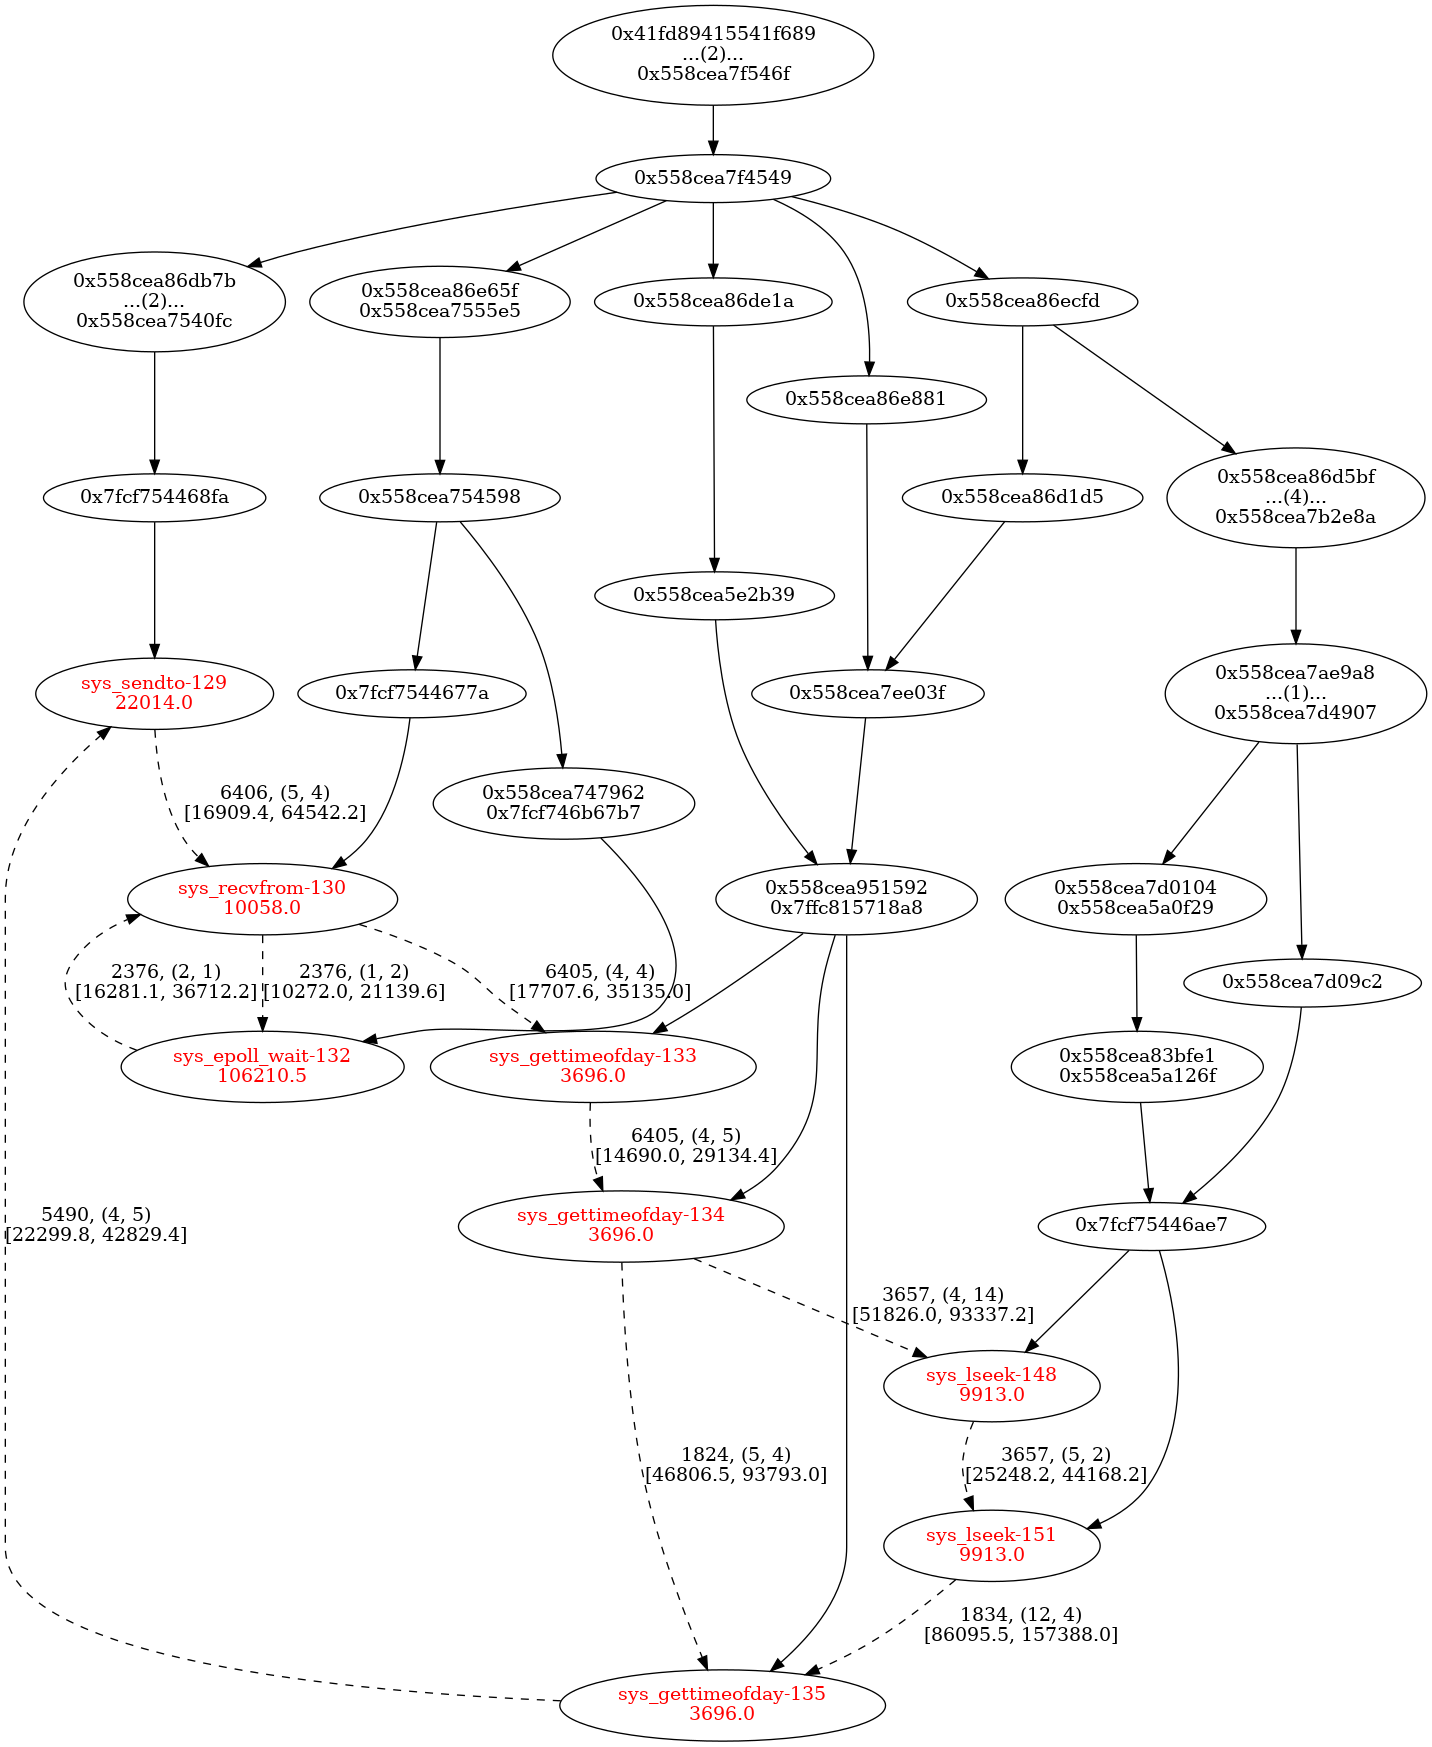 0x41fd89415541f689
...(2)...
0x558cea7f546f
0x558cea7f4549
0x558cea86db7b
...(2)...
0x558cea7540fc
0x558cea86e65f
0x558cea7555e5
0x558cea86de1a
0x558cea86ecfd
0x558cea86e881
0x7fcf754468fa
0x558cea754598
0x558cea86d1d5
0x558cea86d5bf
...(4)...
0x558cea7b2e8a
0x558cea5e2b39
sys_sendto-129
22014.0
0x7fcf7544677a
0x558cea7ee03f
0x558cea7ae9a8
...(1)...
0x558cea7d4907
6406, (5, 4)
[16909.4, 64542.2]
0x558cea747962
0x7fcf746b67b7
sys_recvfrom-130
10058.0
0x558cea951592
0x7ffc815718a8
0x558cea7d0104
0x558cea5a0f29
2376, (2, 1)
[16281.1, 36712.2]
2376, (1, 2)
[10272.0, 21139.6]
6405, (4, 4)
[17707.6, 35135.0]
0x558cea7d09c2
sys_epoll_wait-132
106210.5
sys_gettimeofday-133
3696.0
0x558cea83bfe1
0x558cea5a126f
6405, (4, 5)
[14690.0, 29134.4]
5490, (4, 5)
[22299.8, 42829.4]
sys_gettimeofday-134
3696.0
0x7fcf75446ae7
3657, (4, 14)
[51826.0, 93337.2]
sys_lseek-148
9913.0
1824, (5, 4)
[46806.5, 93793.0]
3657, (5, 2)
[25248.2, 44168.2]
sys_lseek-151
9913.0
1834, (12, 4)
[86095.5, 157388.0]
sys_gettimeofday-135
3696.0